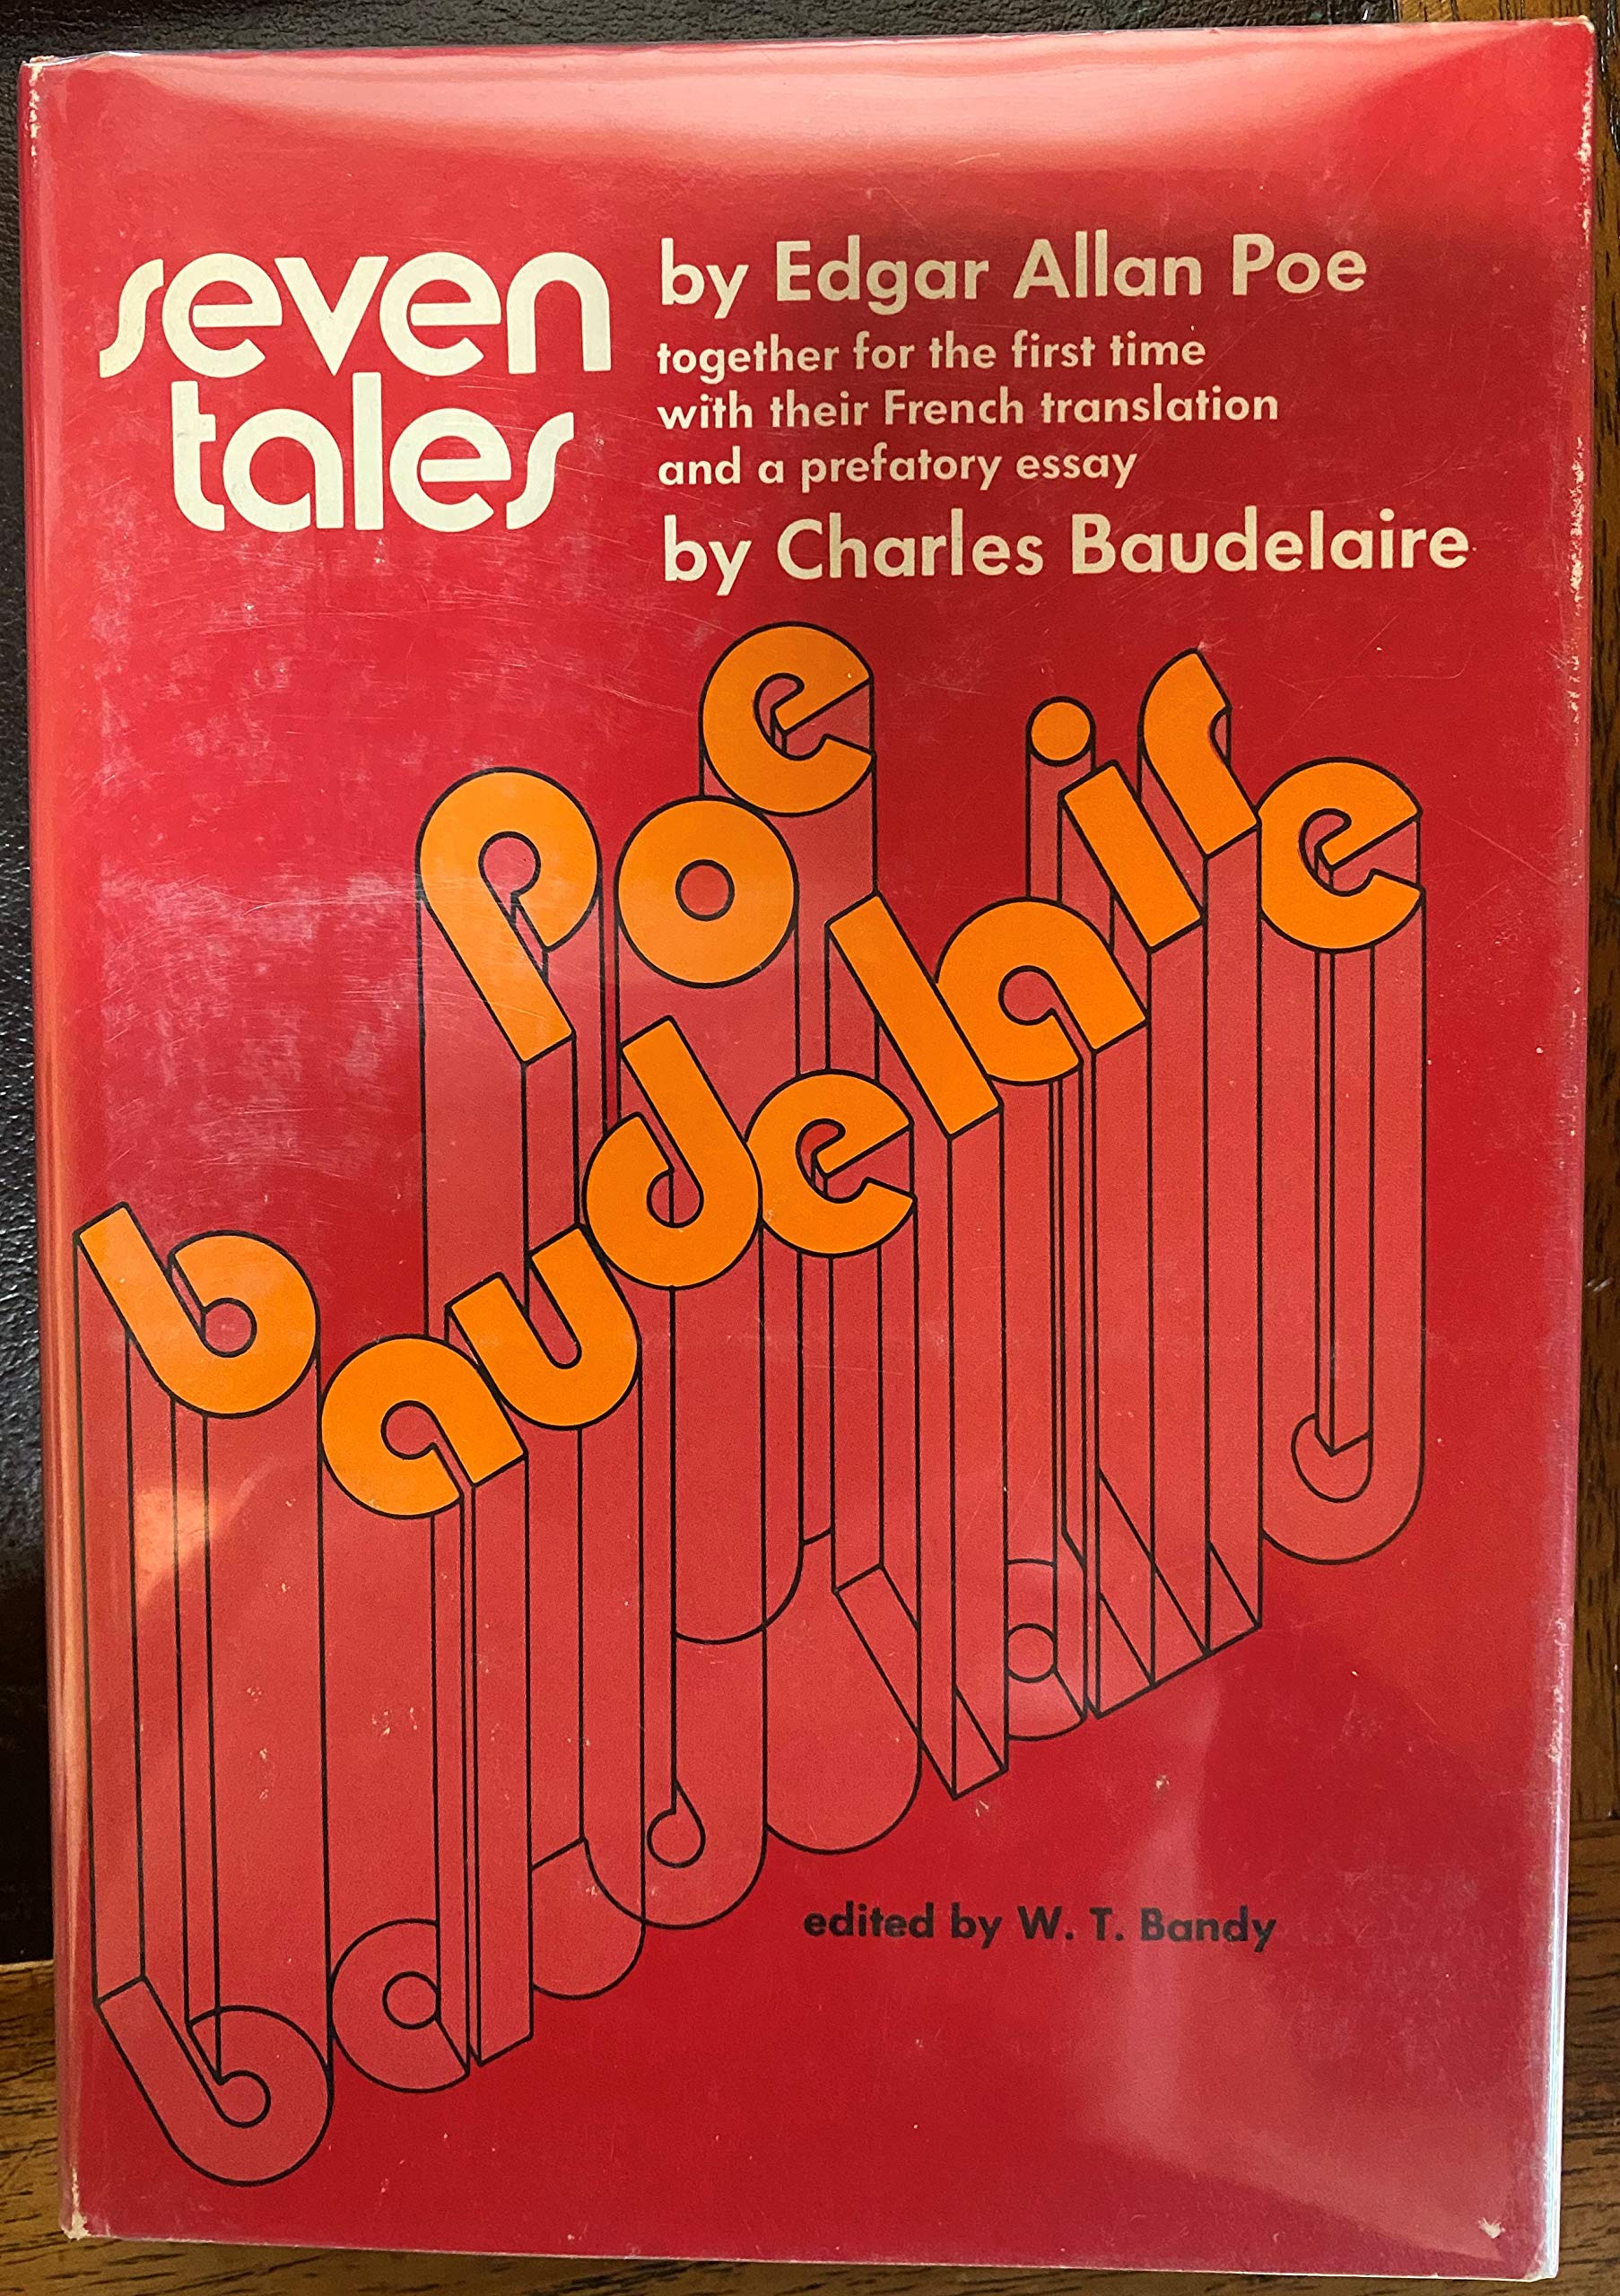 seven
tales
by Edgar Allan Poe
together for the first time
with their French translation
and a prefatory essay
by Charles Baudelaire
poe
baudelaire
edited by W. T. Bandy